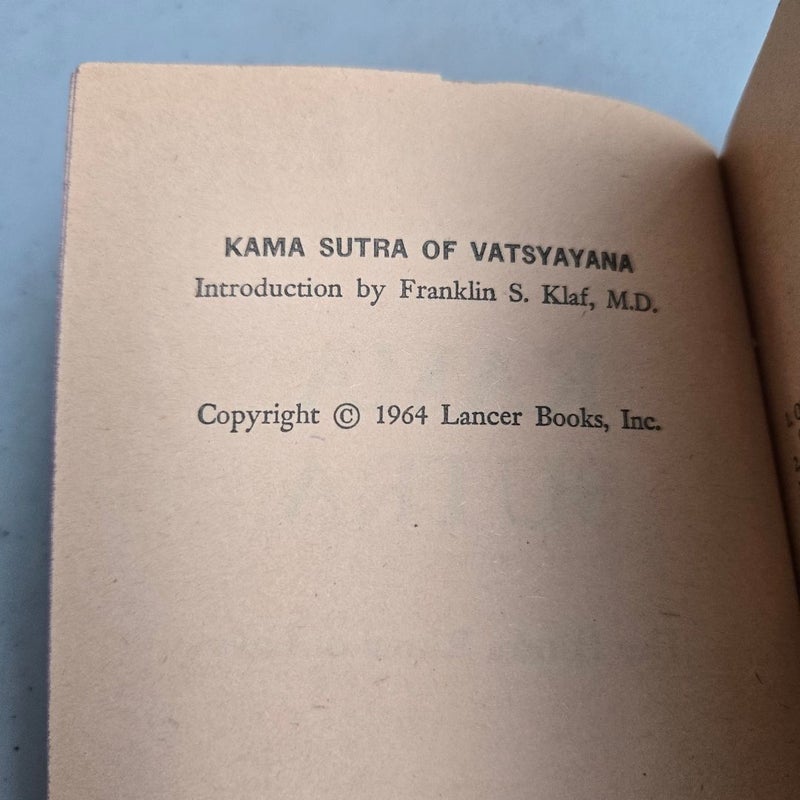 KAMA SUTRA OF VATSYAYANA
Introduction by Franklin S. Klaf, M.D.
Copyright © 1964 Lancer Books, Inc.